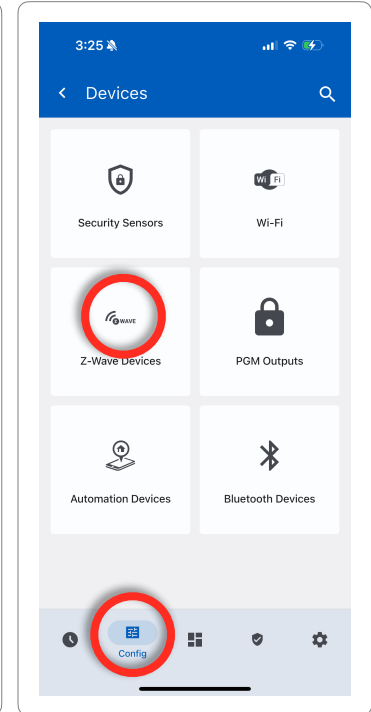 3:25
Devices
Security Sensors
Wi Fi
Wi-Fi
Z WAVE
Z-Wave Devices
PGM Outputs
Automation Devices
Bluetooth Devices
Config